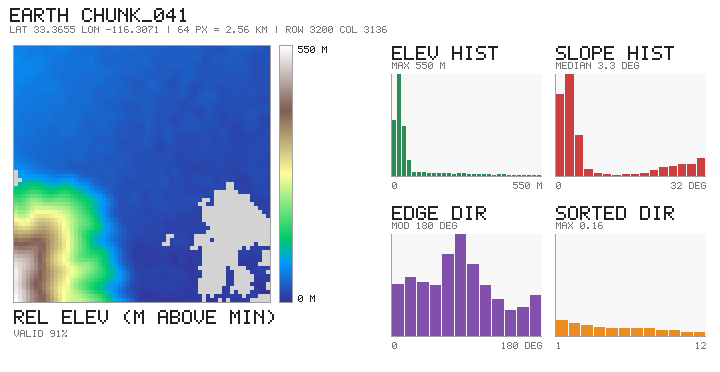 EARTH CHUNK_041
LAT 33.3655 LON -116.3071 | 64 PX = 2.56 KM | ROW 3200 COL 3136
550 M
0 M
REL ELEV (M ABOVE MIN)
VALID 91%
ELEV HIST
MAX 550 M
0 550 M
SLOPE HIST
MEDIAN 3.3 DEG
0 32 DEG
EDGE DIR
MOD 180 DEG
0 180 DEG
SORTED DIR
MAX 0.16
1 12